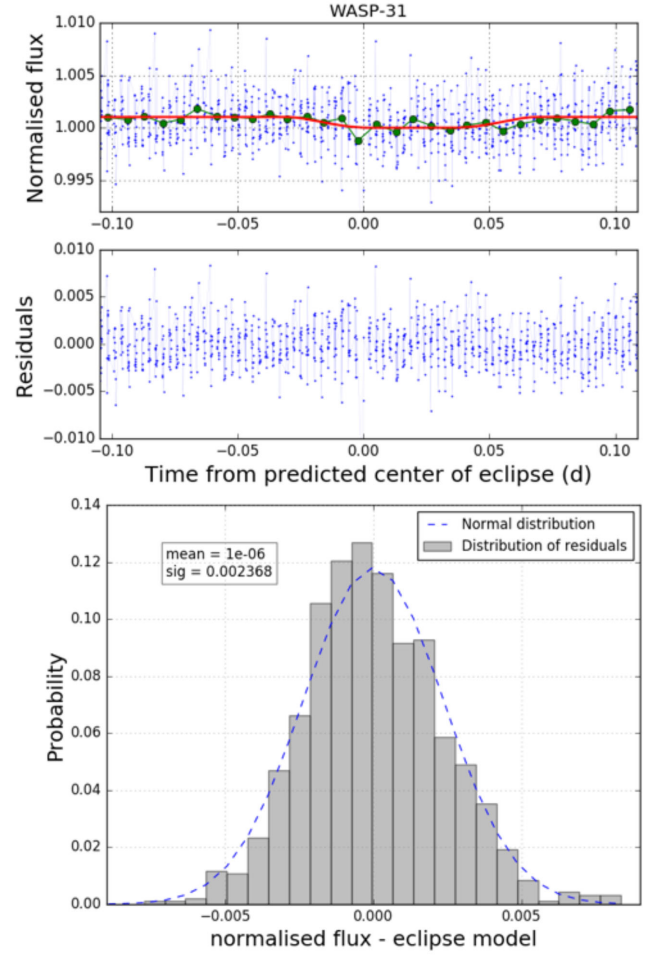 WASP-31
1.010
1.005
1.000
0.995
Normalised flux
−0.10 −0.05 0.00 0.05 0.10
0.010
0.005
0.000
−0.005
−0.010
Residuals
−0.10 −0.05 0.00 0.05 0.10
Time from predicted center of eclipse (d)
0.14
0.12
0.10
0.08
0.06
0.04
0.02
0.00
Probability
mean = 1e-06
sig = 0.002368
Normal distribution
Distribution of residuals
−0.005 0.000 0.005
normalised flux - eclipse model